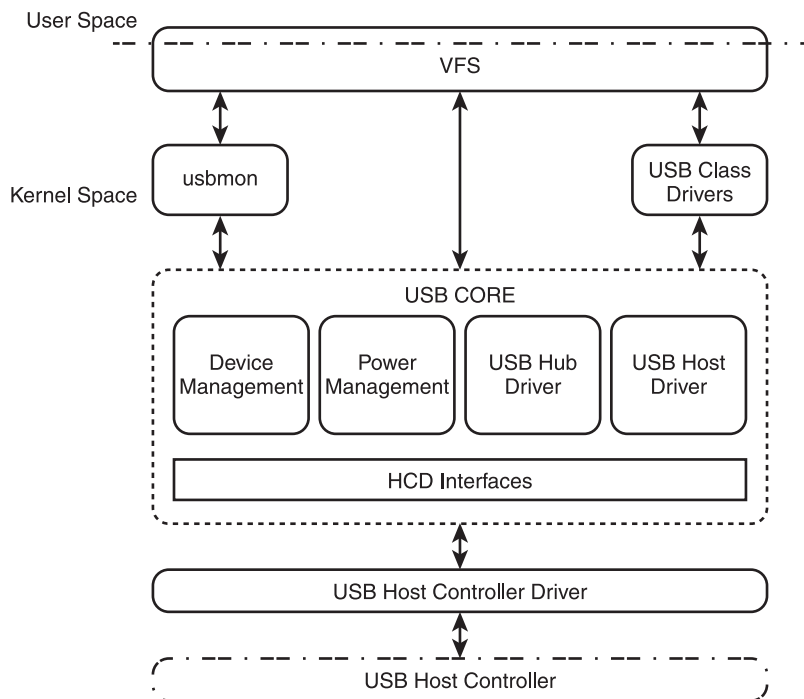 User Space
VFS
usbmon
USB Class
Drivers
Kernel Space
USB CORE
Device
Management
Power
Management
USB Hub
Driver
USB Host
Driver
HCD Interfaces
USB Host Controller Driver
USB Host Controller